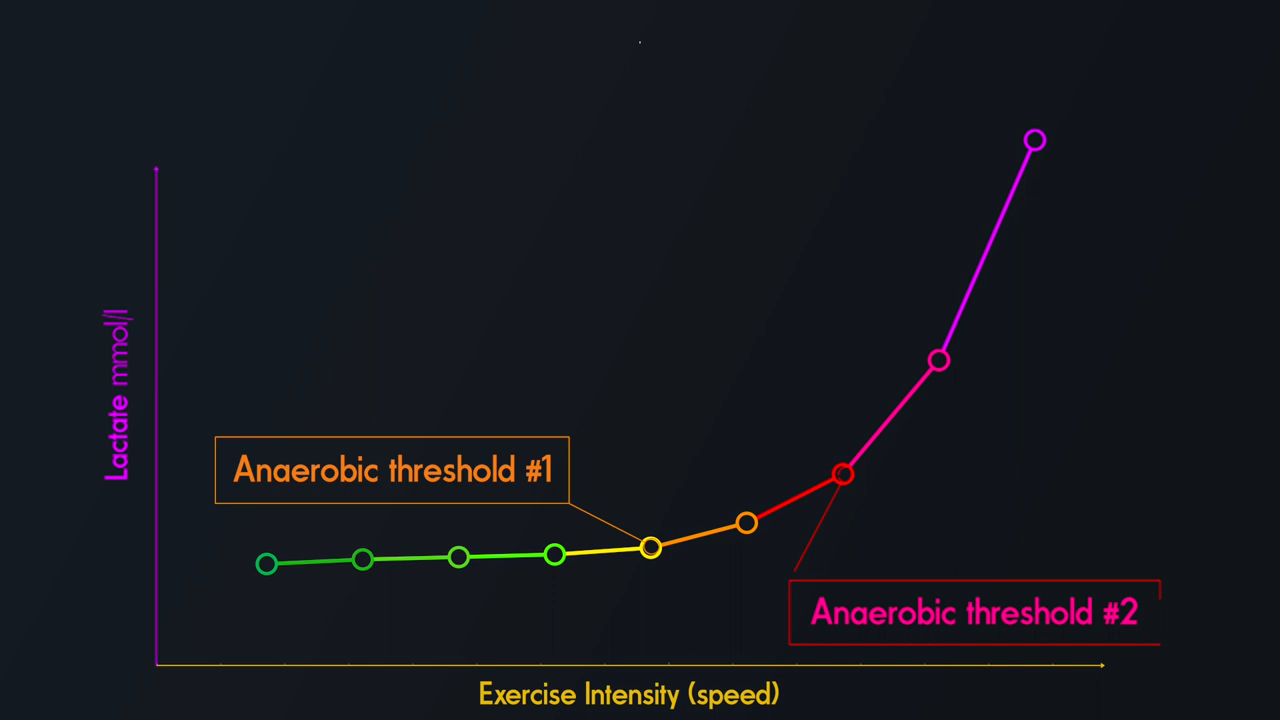 Lactate mmol/l
Anaerobic threshold #1
Anaerobic threshold #2
Exercise Intensity (speed)